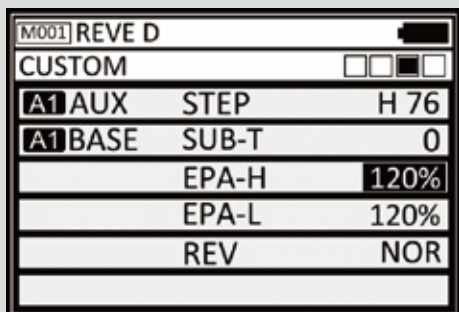 M001 REVE D
CUSTOM
A1 AUX STEP H 76
A1 BASE SUB-T 0
EPA-H 120%
EPA-L 120%
REV NOR